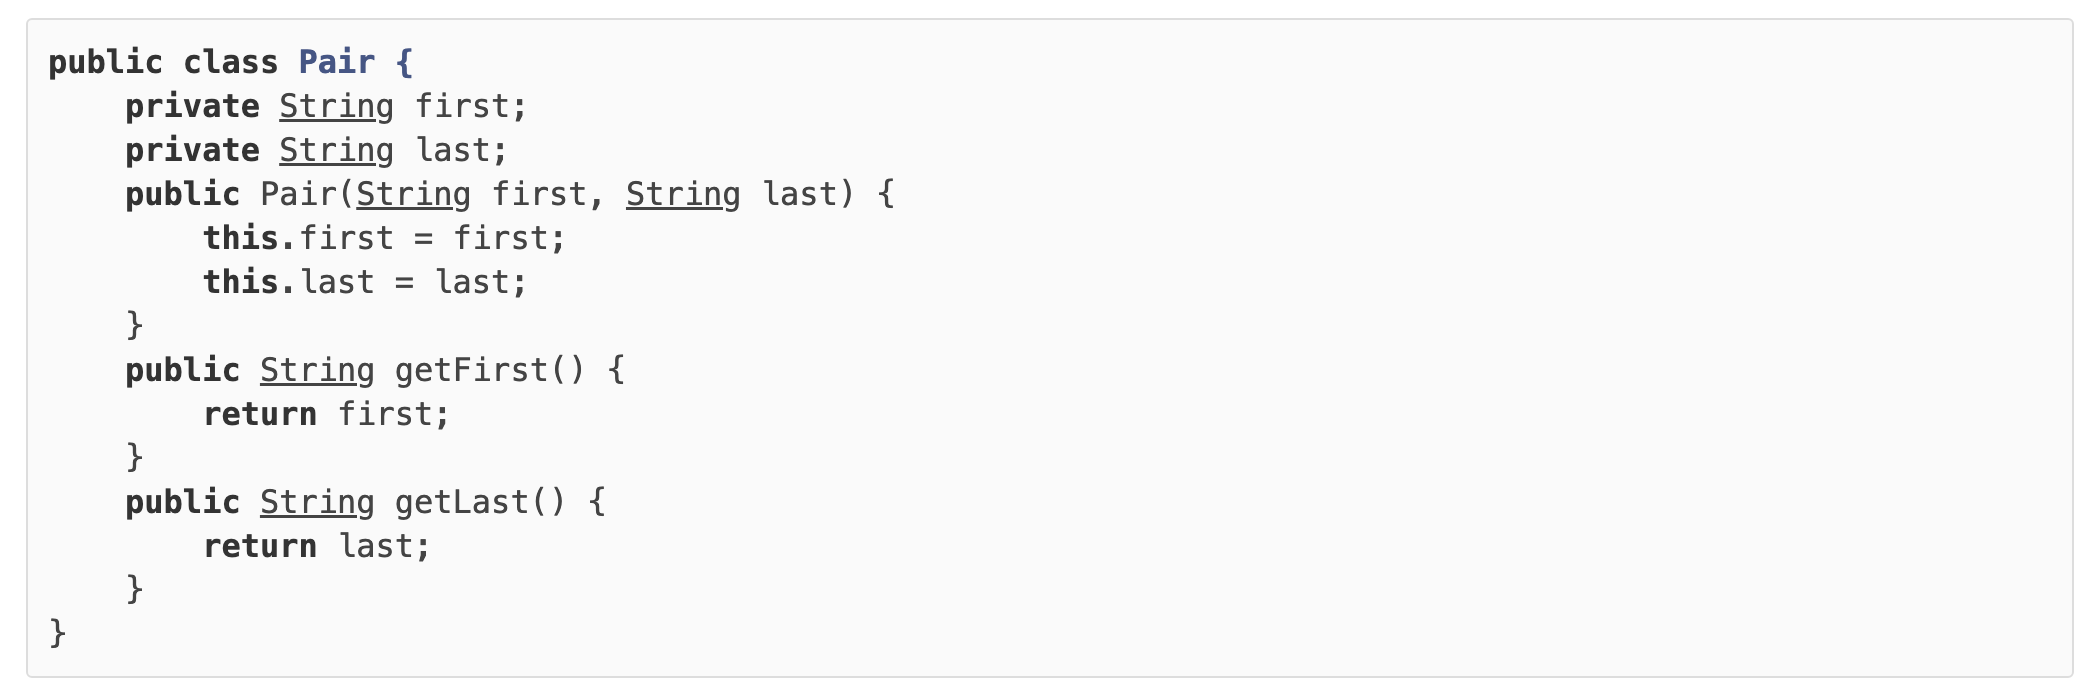 public class Pair {
    private String first;
    private String last;
    public Pair(String first, String last) {
        this.first = first;
        this.last = last;
    }
    public String getFirst() {
        return first;
    }
    public String getLast() {
        return last;
    }
}